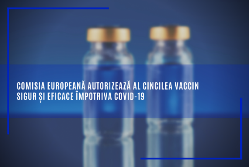 COMISIA EUROPEANĂ AUTORIZEAZĂ AL CINCILEA VACCIN
SIGUR ȘI EFICACE ÎMPOTRIVA COVID-19